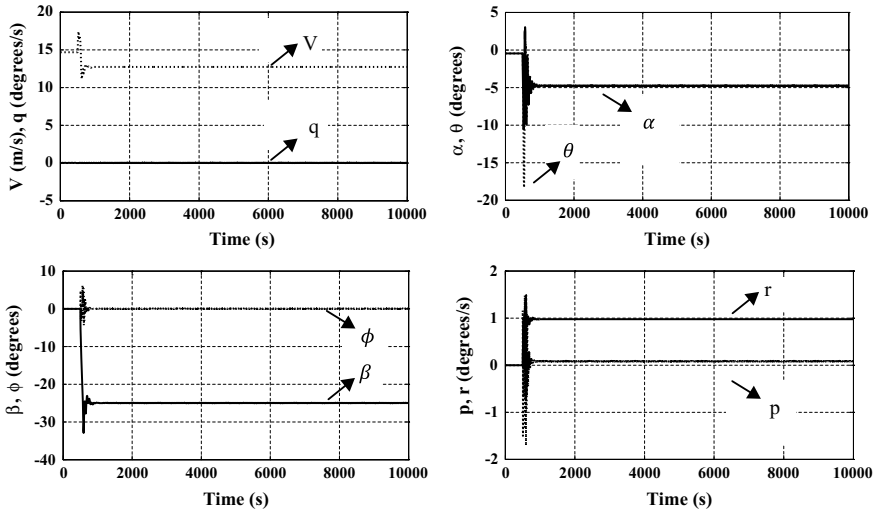 V (m/s), q (degrees/s)
20
15
10
5
0
-5
V
q
0 2000 4000 6000 8000 10000
Time (s)
α, θ (degrees)
5
0
-5
-10
-15
-20
α
θ
0 2000 4000 6000 8000 10000
Time (s)
β, ϕ (degrees)
10
0
-10
-20
-30
-40
ϕ
β
0 2000 4000 6000 8000 10000
Time (s)
p, r (degrees/s)
2
1
0
-1
-2
r
p
0 2000 4000 6000 8000 10000
Time (s)